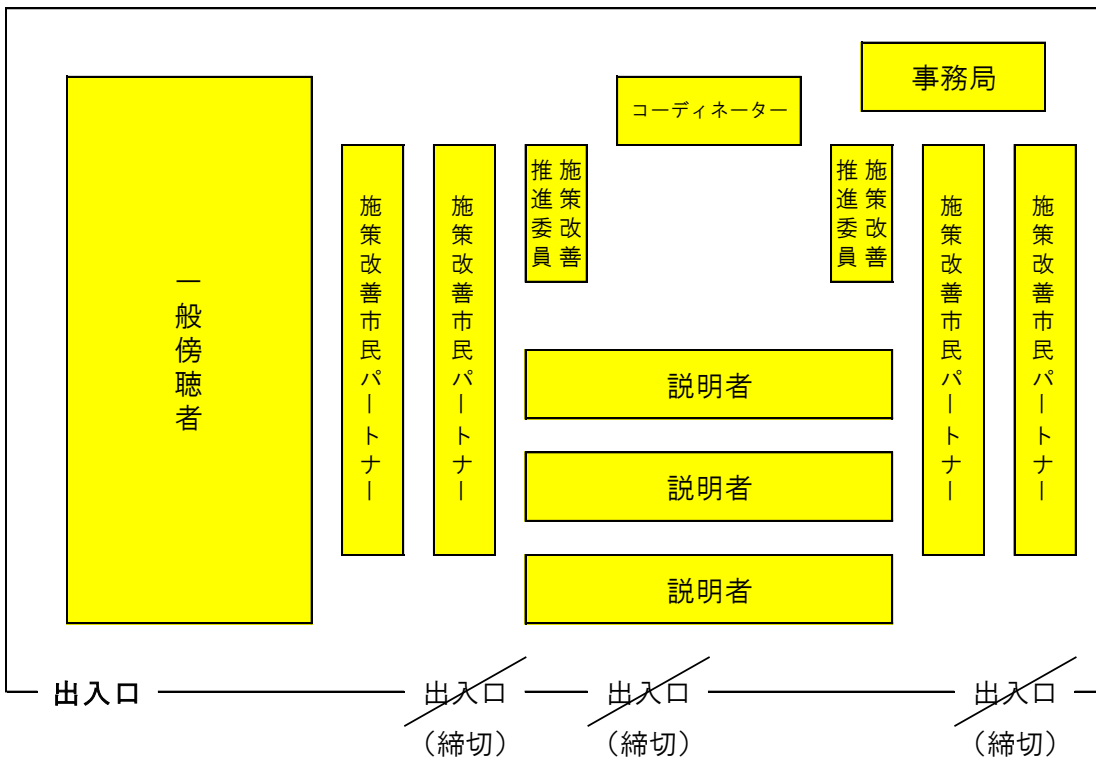 事務局
コーディネーター
一般傍聴者
施策改善市民パートナー
施策改善市民パートナー
施策改善
推進委員
施策改善
推進委員
施策改善市民パートナー
施策改善市民パートナー
説明者
説明者
説明者
出入口
出入口
(締切)
出入口
(締切)
出入口
(締切)